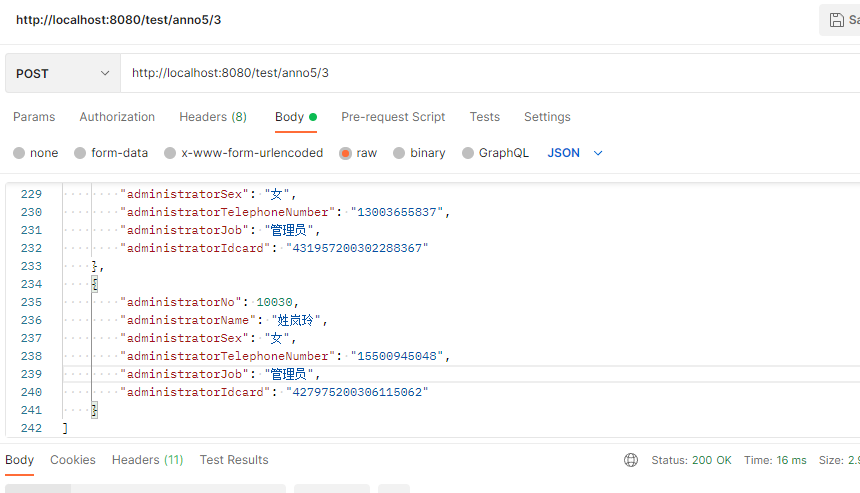 http://localhost:8080/test/anno5/3
POST http://localhost:8080/test/anno5/3
Params Authorization Headers (8) Body Pre-request Script Tests Settings
none form-data x-www-form-urlencoded raw binary GraphQL JSON
229 "administratorSex": "女",
230 "administratorTelephoneNumber": "13003655837",
231 "administratorJob": "管理员",
232 "administratorIdcard": "431957200302288367"
233 },
234 {
235 "administratorNo": 10030,
236 "administratorName": "姓岚玲",
237 "administratorSex": "女",
238 "administratorTelephoneNumber": "15500945048",
239 "administratorJob": "管理员",
240 "administratorIdcard": "427975200306115062"
241 }
242 ]
Body Cookies Headers (11) Test Results Status: 200 OK Time: 16 ms Size: